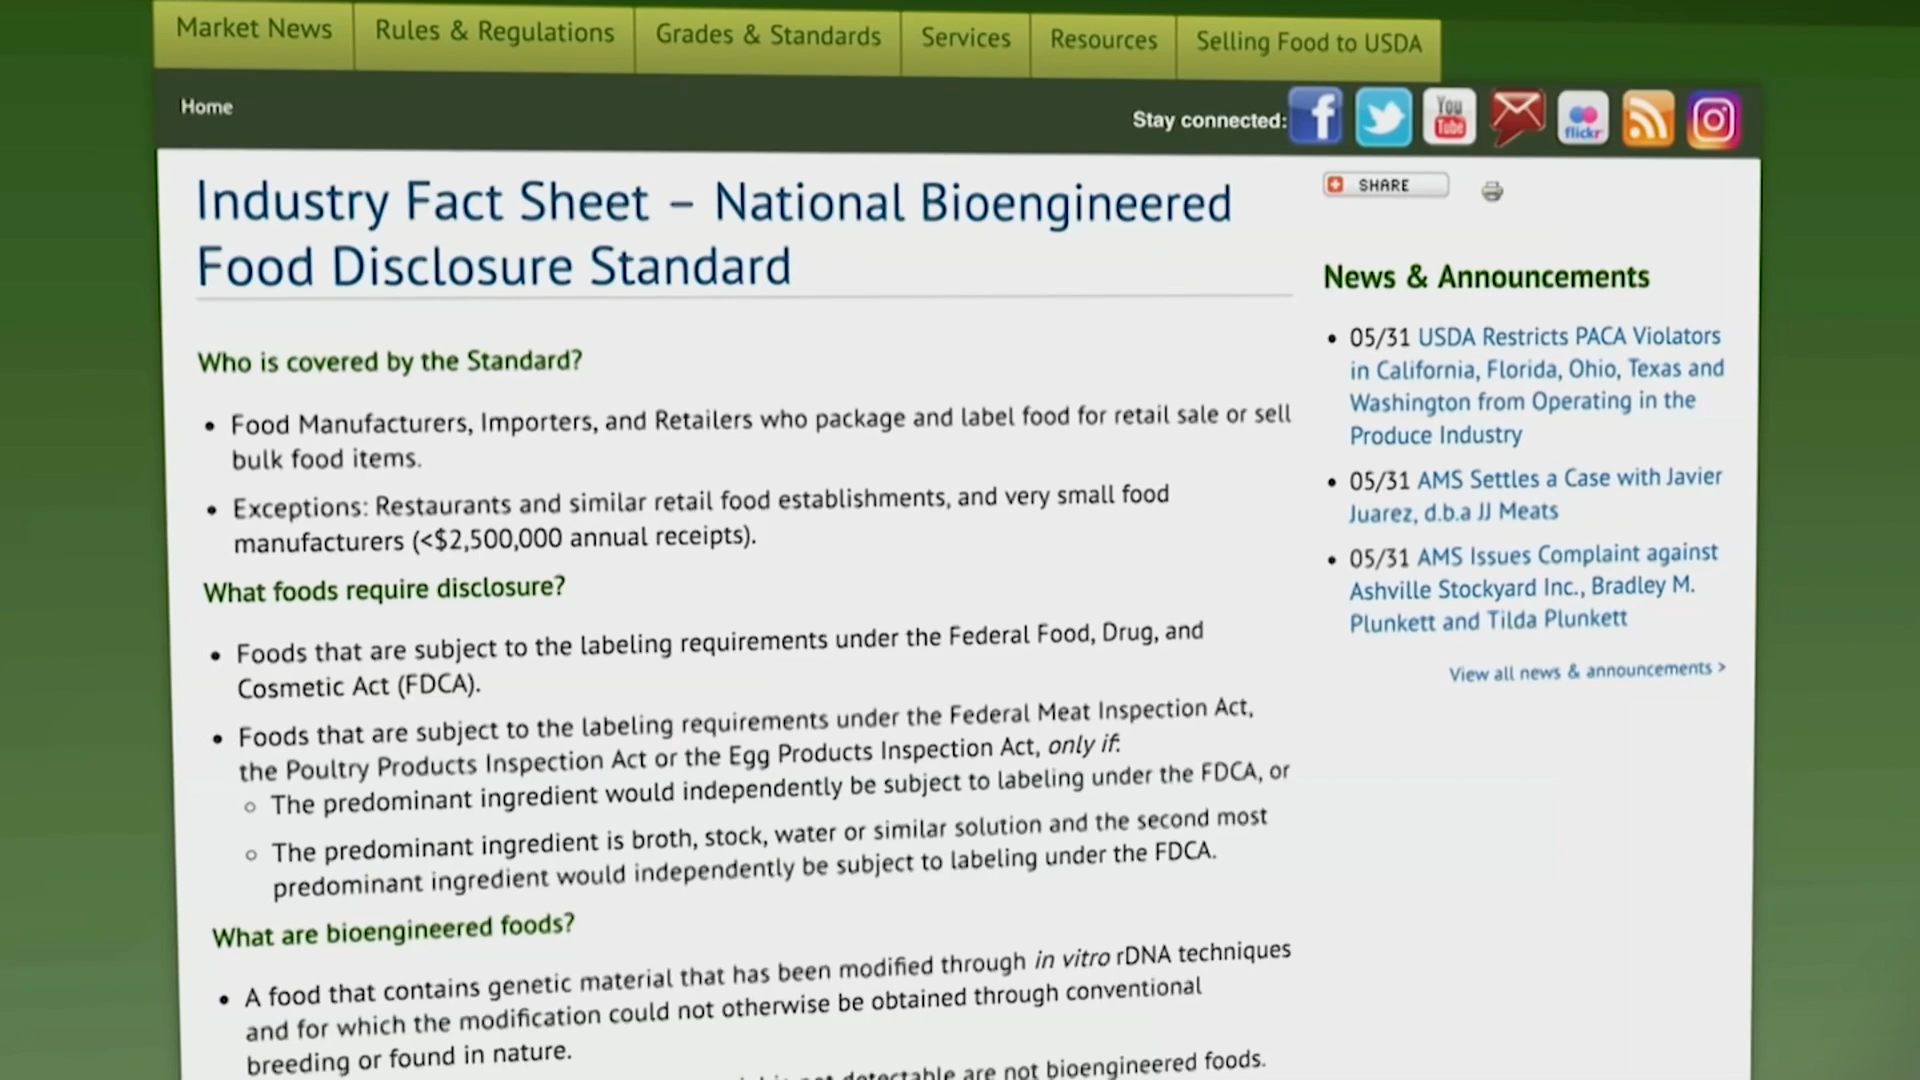 Market News
Rules & Regulations
Grades & Standards
Services
Resources
Selling Food to USDA
Home
Stay connected:
You
Tube
flickr
SHARE
Industry Fact Sheet – National Bioengineered
Food Disclosure Standard
Who is covered by the Standard?
• Food Manufacturers, Importers, and Retailers who package and label food for retail sale or sell
bulk food items.
• Exceptions: Restaurants and similar retail food establishments, and very small food
manufacturers (<$2,500,000 annual receipts).
What foods require disclosure?
• Foods that are subject to the labeling requirements under the Federal Food, Drug, and
Cosmetic Act (FDCA).
• Foods that are subject to the labeling requirements under the Federal Meat Inspection Act,
the Poultry Products Inspection Act or the Egg Products Inspection Act, only if:
○ The predominant ingredient would independently be subject to labeling under the FDCA, or
○ The predominant ingredient is broth, stock, water or similar solution and the second most
predominant ingredient would independently be subject to labeling under the FDCA.
What are bioengineered foods?
• A food that contains genetic material that has been modified through in vitro rDNA techniques
and for which the modification could not otherwise be obtained through conventional
breeding or found in nature.
detectable are not bioengineered foods.
News & Announcements
• 05/31 USDA Restricts PACA Violators
in California, Florida, Ohio, Texas and
Washington from Operating in the
Produce Industry
• 05/31 AMS Settles a Case with Javier
Juarez, d.b.a JJ Meats
• 05/31 AMS Issues Complaint against
Ashville Stockyard Inc., Bradley M.
Plunkett and Tilda Plunkett
View all news & announcements >